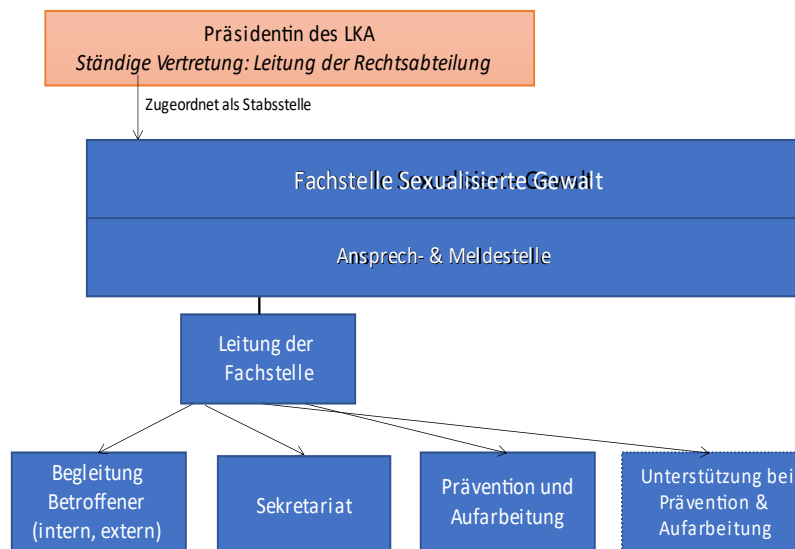 Präsidentin des LKA
Ständige Vertretung: Leitung der Rechtsabteilung
Zugeordnet als Stabsstelle
Fachstelle Sexualisierte Gewalt
Ansprech- & Meldestelle
Leitung der
Fachstelle
Begleitung
Betroffener
(intern, extern)
Sekretariat
Prävention und
Aufarbeitung
Unterstützung bei
Prävention &
Aufarbeitung